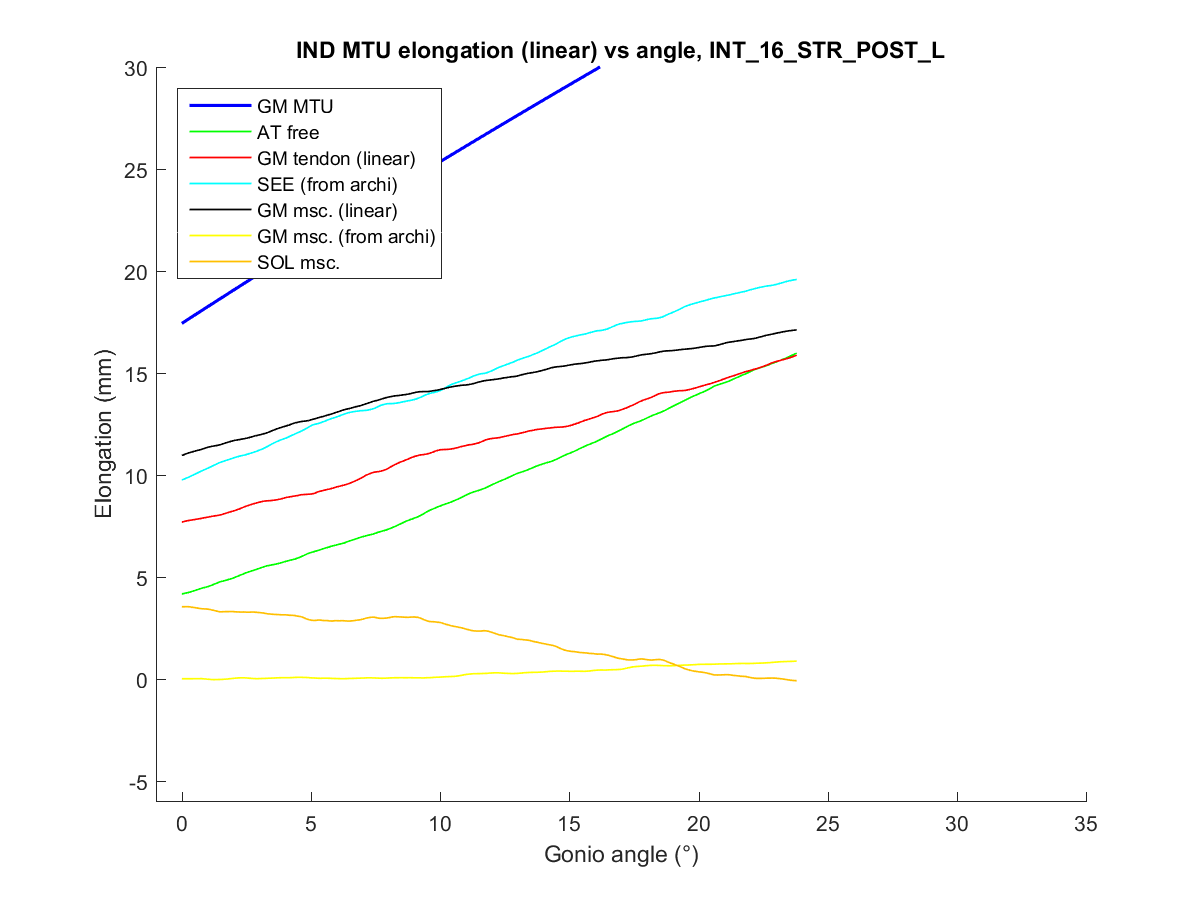 IND MTU elongation (linear) vs angle, INT_16_STR_POST_L
30
25
20
15
10
5
0
-5
Elongation (mm)
GM MTU
AT free
GM tendon (linear)
SEE (from archi)
GM msc. (linear)
GM msc. (from archi)
SOL msc.
0 5 10 15 20 25 30 35
Gonio angle (°)